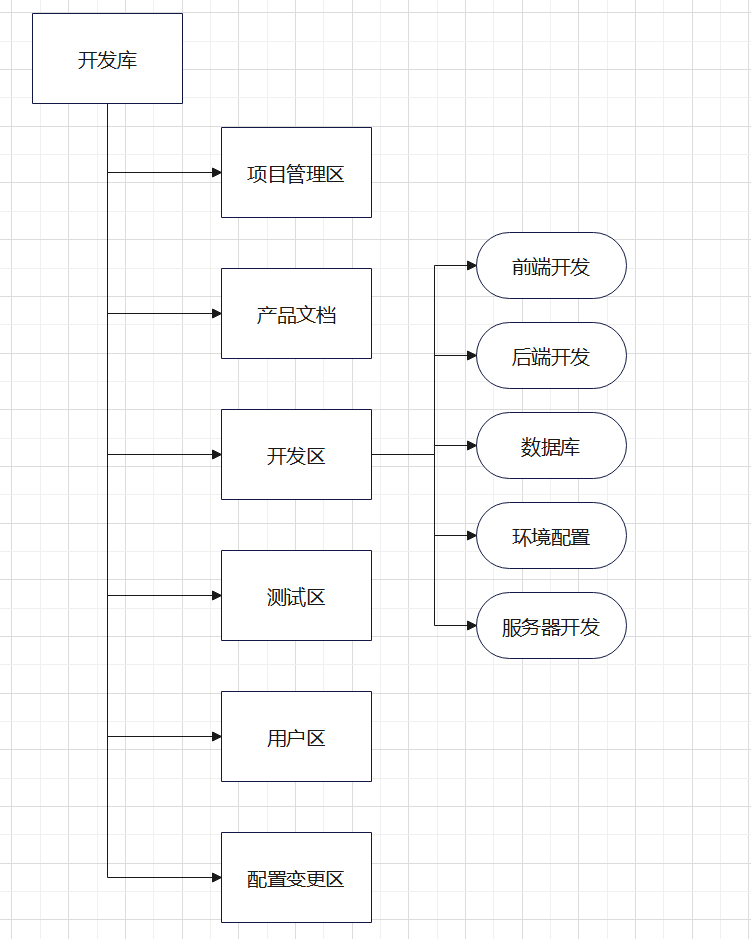 开发库
项目管理区
产品文档
开发区
测试区
用户区
配置变更区
前端开发
后端开发
数据库
环境配置
服务器开发